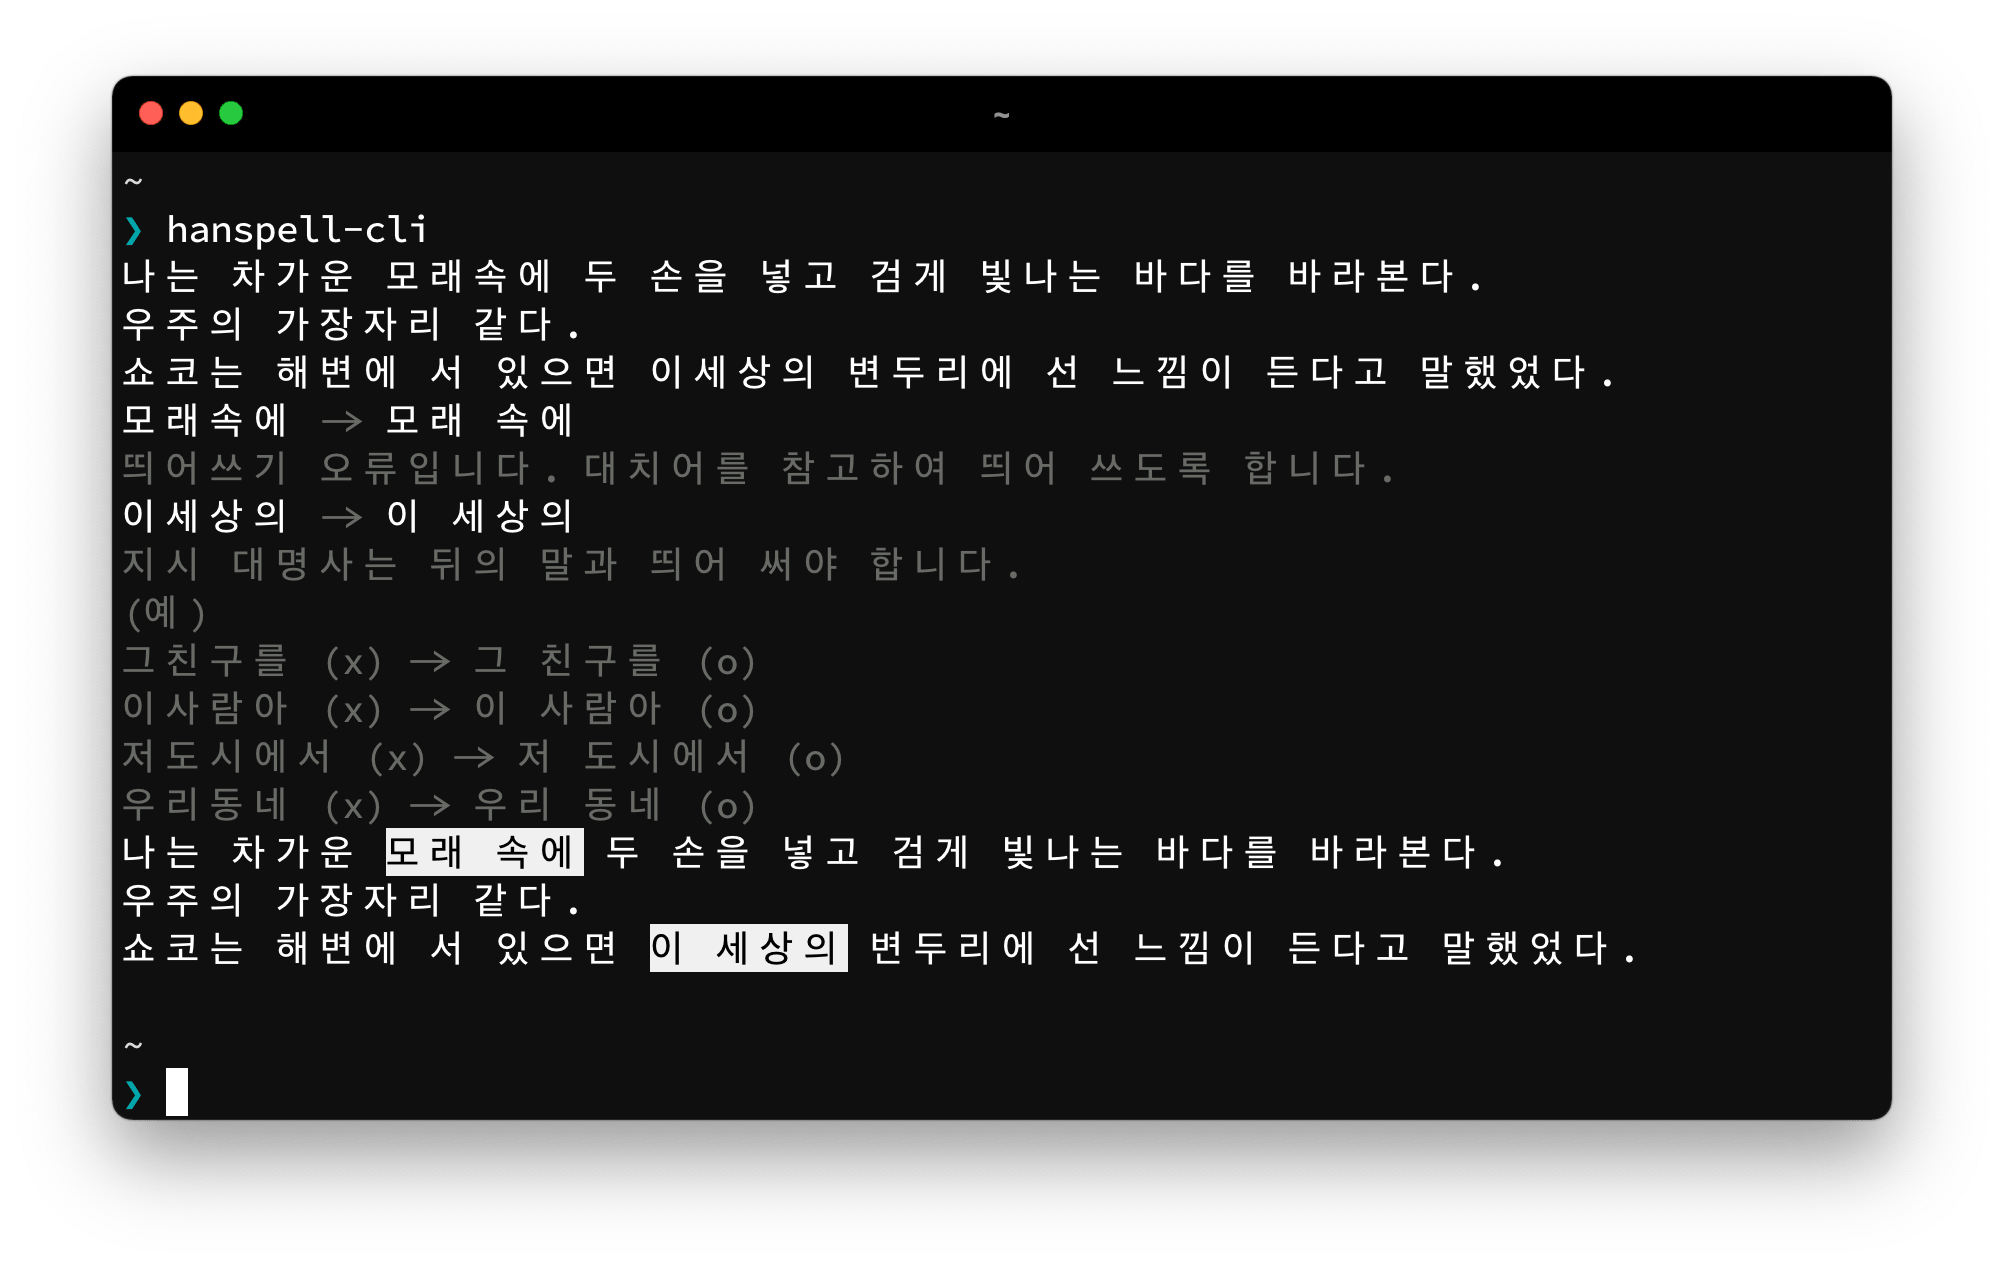 ~
~
❯ hanspell-cli
나는 차가운 모래속에 두 손을 넣고 검게 빛나는 바다를 바라본다.
우주의 가장자리 같다.
쇼코는 해변에 서 있으면 이세상의 변두리에 선 느낌이 든다고 말했었다.
모래속에 → 모래 속에
띄어쓰기 오류입니다. 대치어를 참고하여 띄어 쓰도록 합니다.
이세상의 → 이 세상의
지시 대명사는 뒤의 말과 띄어 써야 합니다.
(예)
그친구를 (x) → 그 친구를 (o)
이사람아 (x) → 이 사람아 (o)
저도시에서 (x) → 저 도시에서 (o)
우리동네 (x) → 우리 동네 (o)
나는 차가운 모래 속에 두 손을 넣고 검게 빛나는 바다를 바라본다.
우주의 가장자리 같다.
쇼코는 해변에 서 있으면 이 세상의 변두리에 선 느낌이 든다고 말했었다.
~
❯